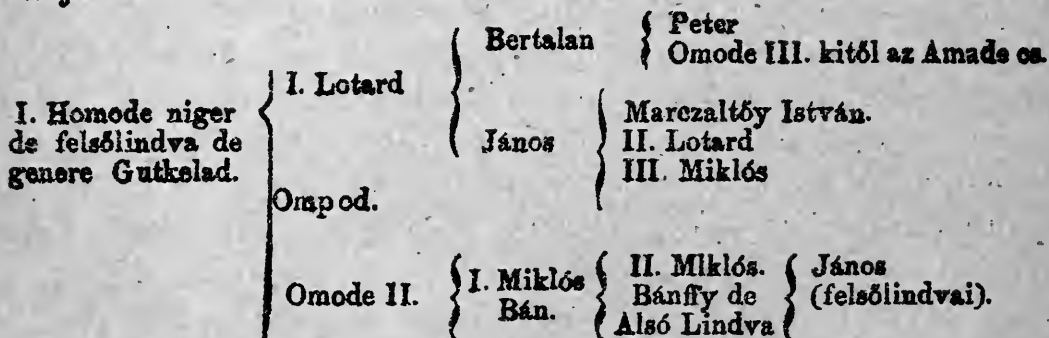 I. Homode niger
de felsőlindva de
genere Gutkelad.
I. Lotard
Bertalan
Peter
Omode III. kitől az Amade cs.
János
Marczaltőy István.
II. Lotard
III. Miklós
Ompod.
Omode II.
I. Miklós
Bán.
II. Miklós.
Bánffy de
Alsó Lindva
János
(felsőlindvai).